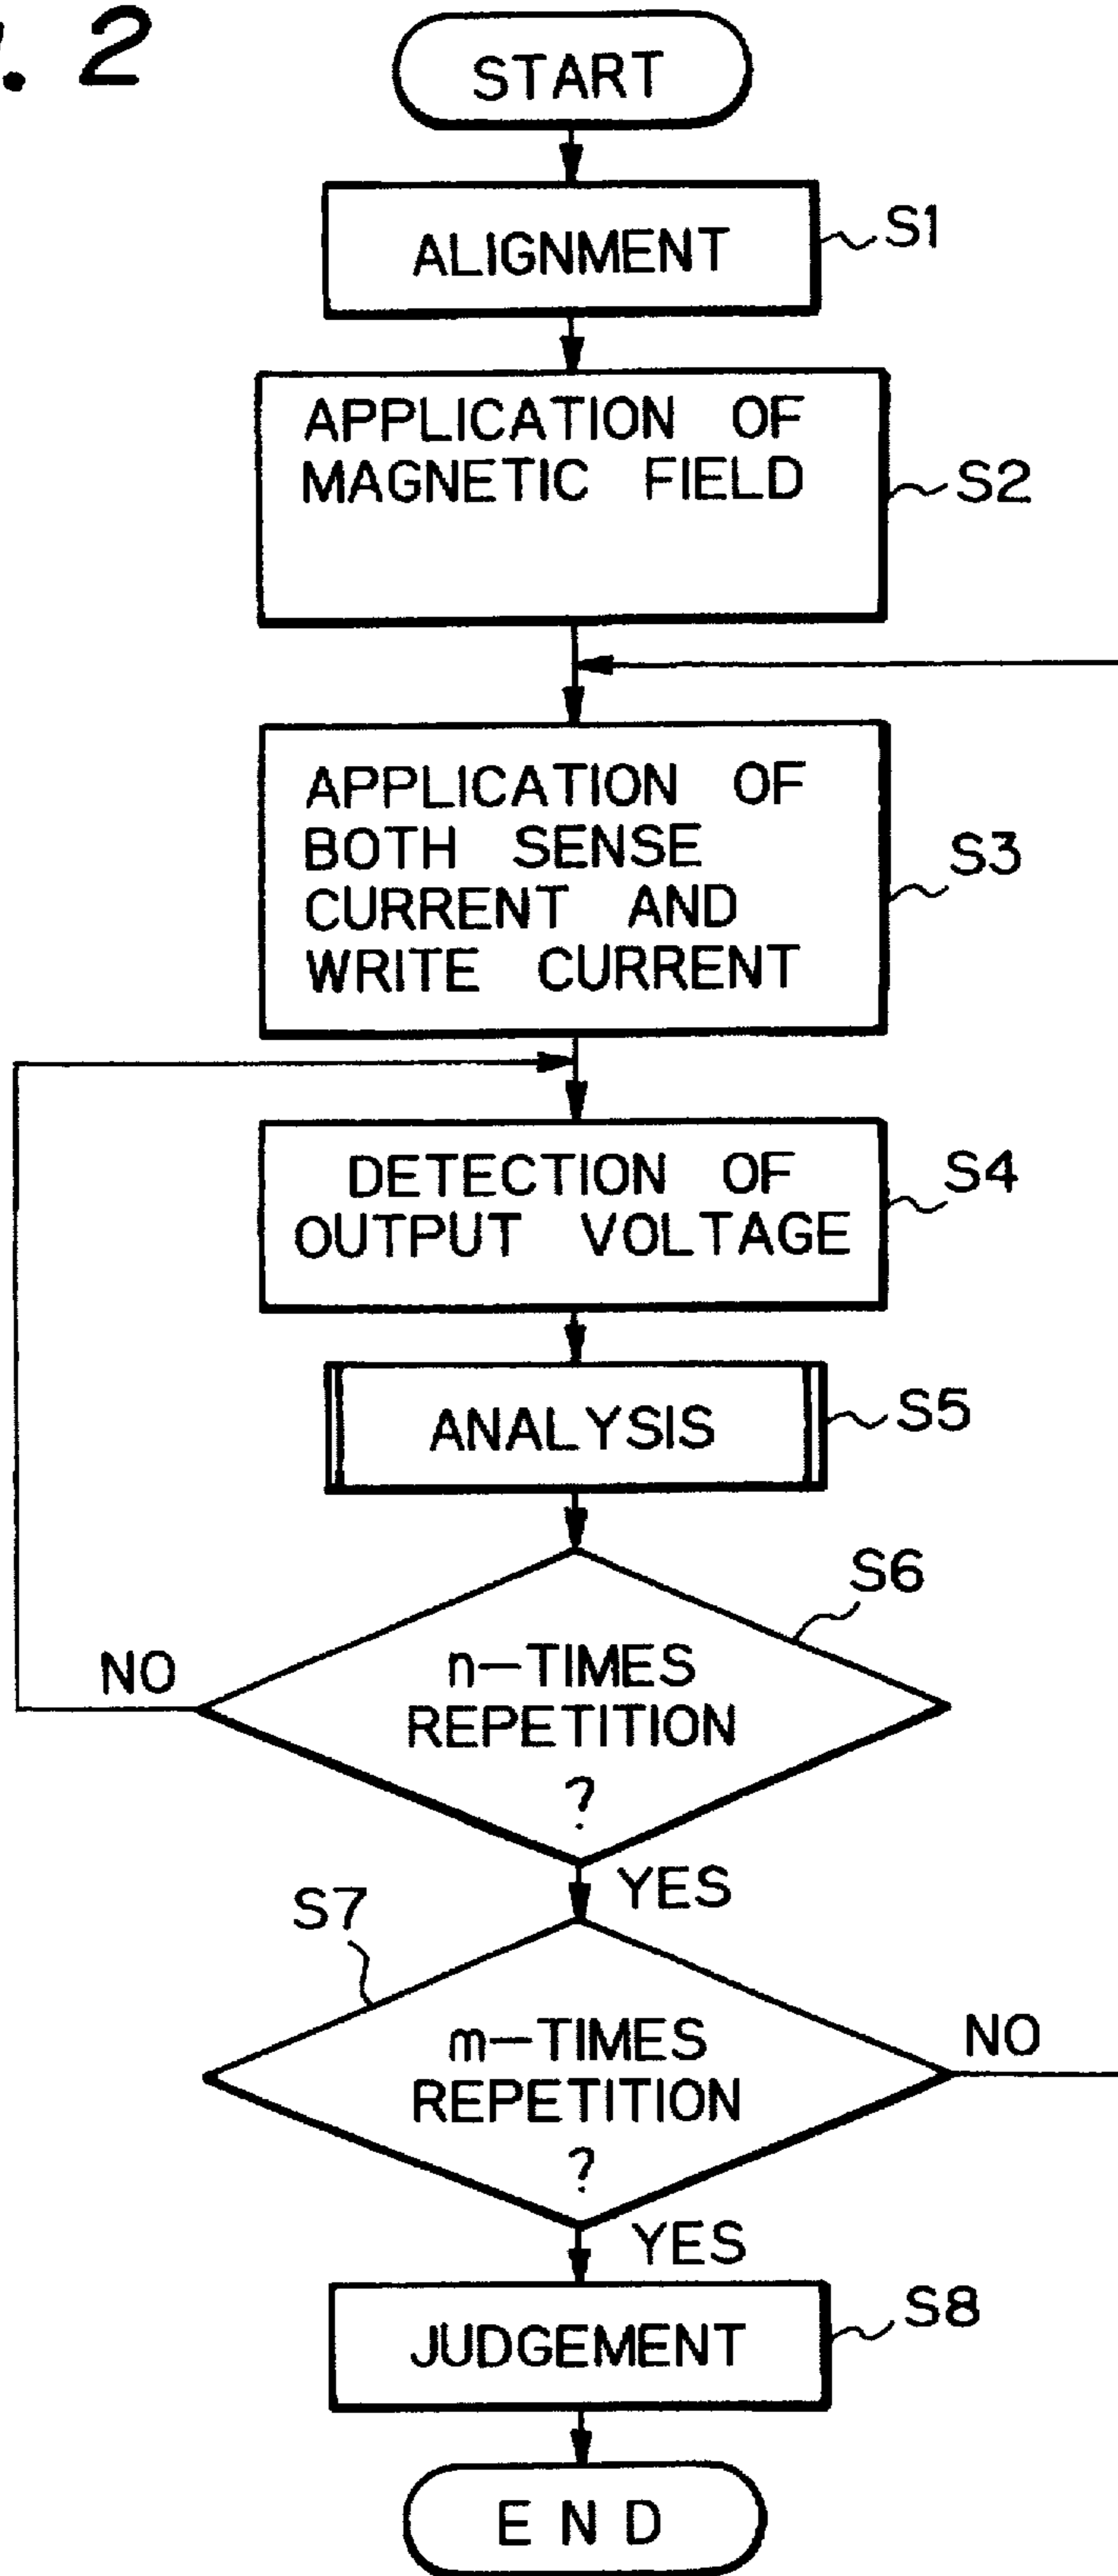 . 2
START
ALIGNMENT
S1
APPLICATION OF
MAGNETIC FIELD
S2
APPLICATION OF
BOTH SENSE
CURRENT AND
WRITE CURRENT
S3
DETECTION OF
OUTPUT VOLTAGE
S4
ANALYSIS
S5
S6
n-TIMES
REPETITION
?
NO
YES
S7
m-TIMES
REPETITION
?
NO
YES
JUDGEMENT
S8
END